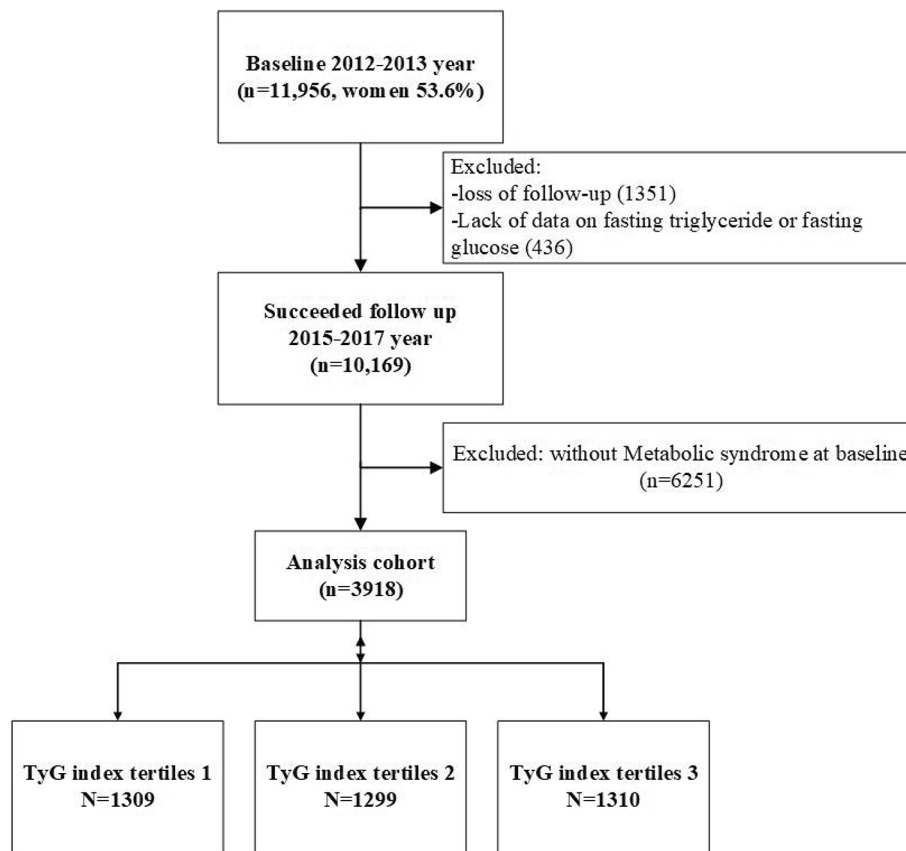 Baseline 2012-2013 year
(n=11,956, women 53.6%)
Excluded:
-loss of follow-up (1351)
-Lack of data on fasting triglyceride or fasting
glucose (436)
Succeeded follow up
2015-2017 year
(n=10,169)
Excluded: without Metabolic syndrome at baseline
(n=6251)
Analysis cohort
(n=3918)
TyG index tertiles 1
N=1309
TyG index tertiles 2
N=1299
TyG index tertiles 3
N=1310